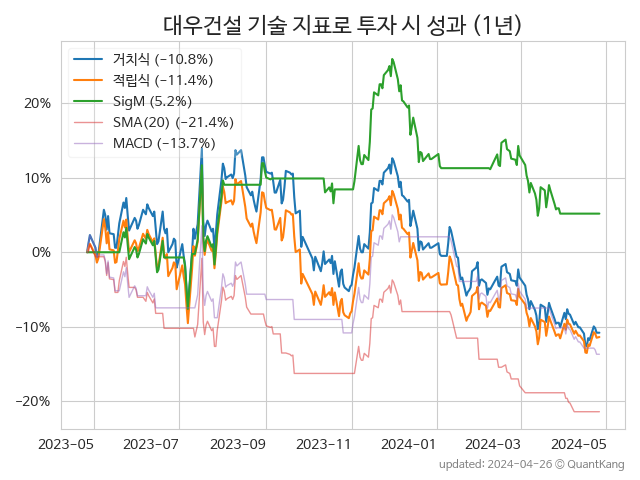 대우건설 기술 지표로 투자 시 성과 (1년)
거치식 (−10.8%)
적립식 (−11.4%)
SigM (5.2%)
SMA(20) (−21.4%)
MACD (−13.7%)
20%
10%
0%
−10%
−20%
2023-05 2023-07 2023-09 2023-11 2024-01 2024-03 2024-05
updated: 2024-04-26 © QuantKang